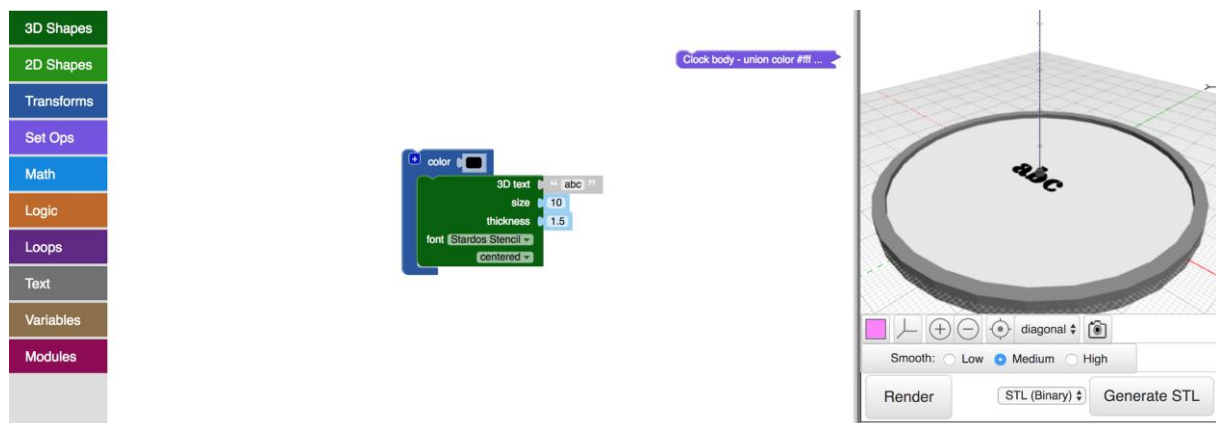 3D Shapes
2D Shapes
Transforms
Set Ops
Math
Logic
Loops
Text
Variables
Modules
Clock body - union color #fff ...
+ color
3D text “ abc ”
size 10
thickness 1.5
font Stardos Stencil
centered
abc
diagonal
Smooth: Low Medium High
Render STL (Binary) Generate STL